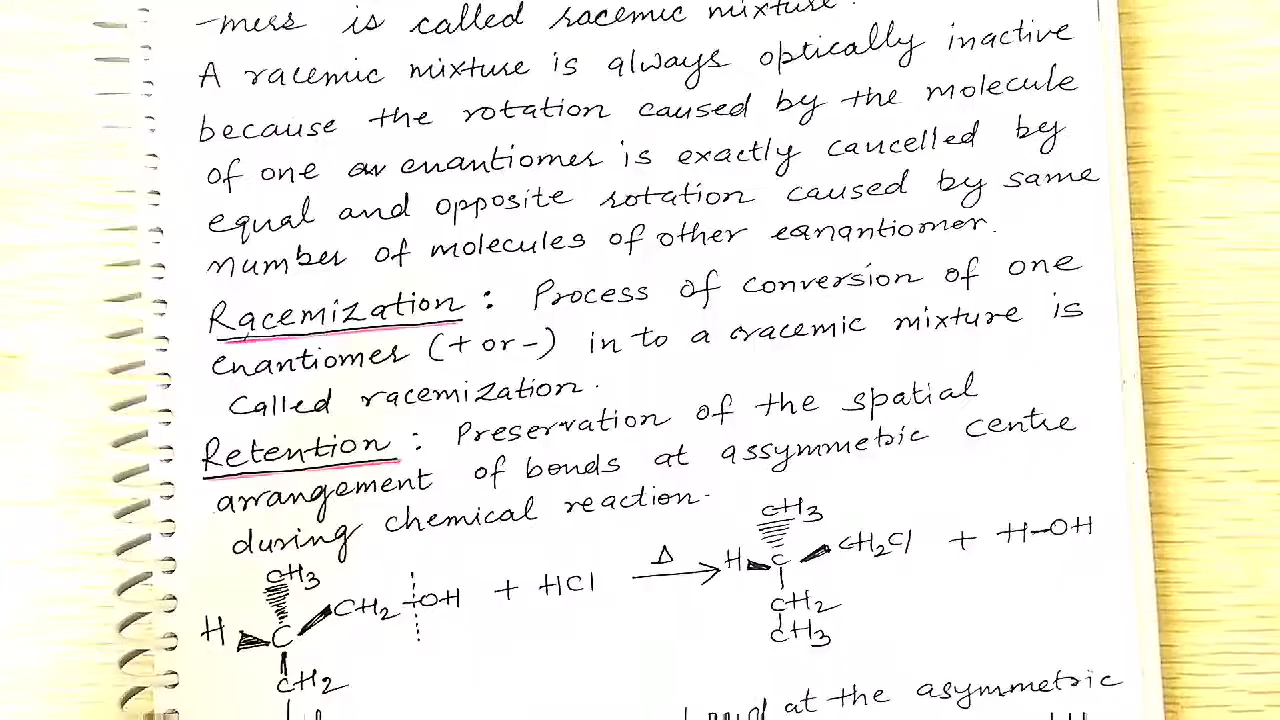 -mers is called racemic mixture.
A racemic mixture is always optically inactive
because the rotation caused by the molecule
of one an enantiomer is exactly cancelled by
equal and opposite rotation caused by same
number of molecules of other eanantiomer.
Racemization : Process of conversion of one
enantiomer (+ or -) in to a racemic mixture is
called racemization.
Retention : Preservation of the spatial
arrangement of bonds at assymmetric centre
during chemical reaction.
CH3
H C CH2 OH + HCl Δ →
CH2
CH3
H C CH2Cl + H-OH
CH2
CH3
at the asymmetric